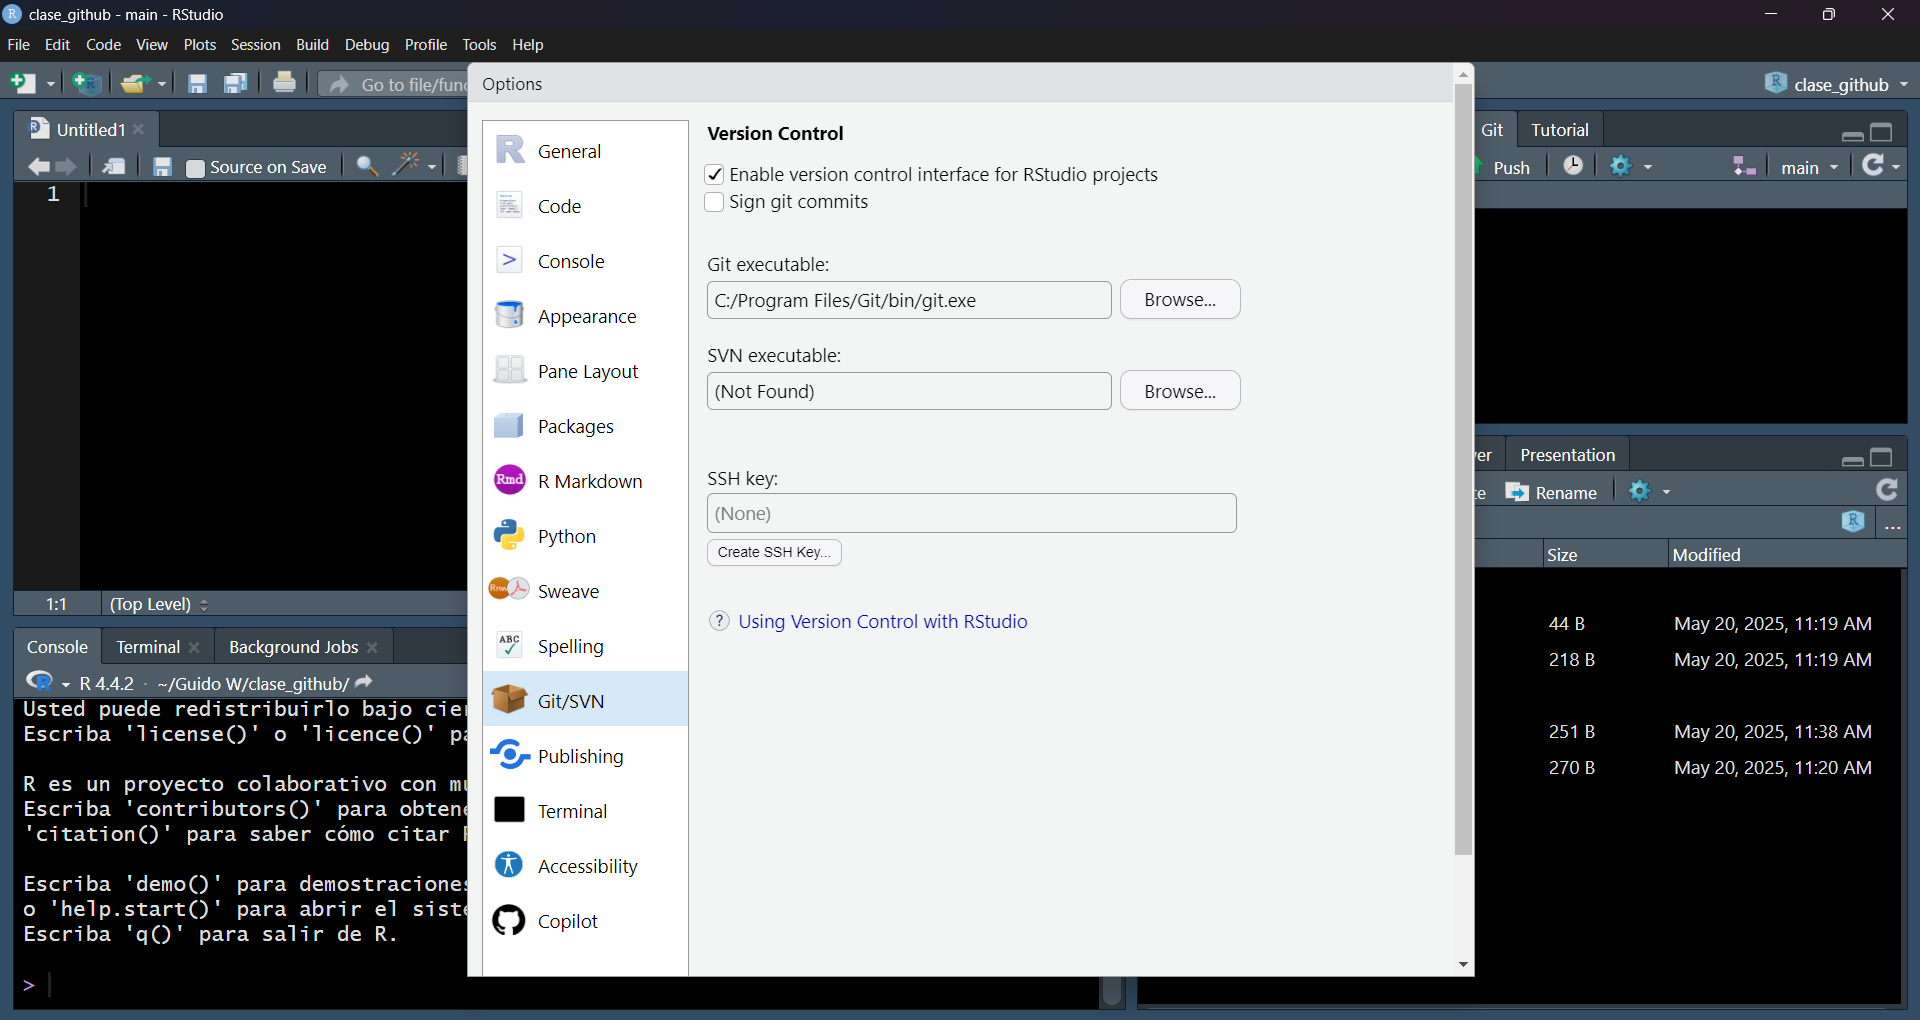 clase_github - main - RStudio
File Edit Code View Plots Session Build Debug Profile Tools Help
Go to file/func
clase_github
Options
Untitled1
Source on Save
1
1:1 (Top Level)
General
Code
Console
Appearance
Pane Layout
Packages
R Markdown
Python
Sweave
Spelling
Git/SVN
Publishing
Terminal
Accessibility
Copilot
Version Control
Enable version control interface for RStudio projects
Sign git commits
Git executable:
C:/Program Files/Git/bin/git.exe Browse...
SVN executable:
(Not Found) Browse...
SSH key:
(None)
Create SSH Key...
? Using Version Control with RStudio
Git Tutorial
Push main
Presentation
Rename
...
Size Modified
44 B May 20, 2025, 11:19 AM
218 B May 20, 2025, 11:19 AM
251 B May 20, 2025, 11:38 AM
270 B May 20, 2025, 11:20 AM
Console Terminal Background Jobs
R 4.4.2 · ~/Guido W/clase_github/
Usted puede redistribuirlo bajo cier
Escriba 'license()' o 'licence()' pa
R es un proyecto colaborativo con mu
Escriba 'contributors()' para obtene
'citation()' para saber cómo citar R
Escriba 'demo()' para demostraciones
o 'help.start()' para abrir el siste
Escriba 'q()' para salir de R.
>